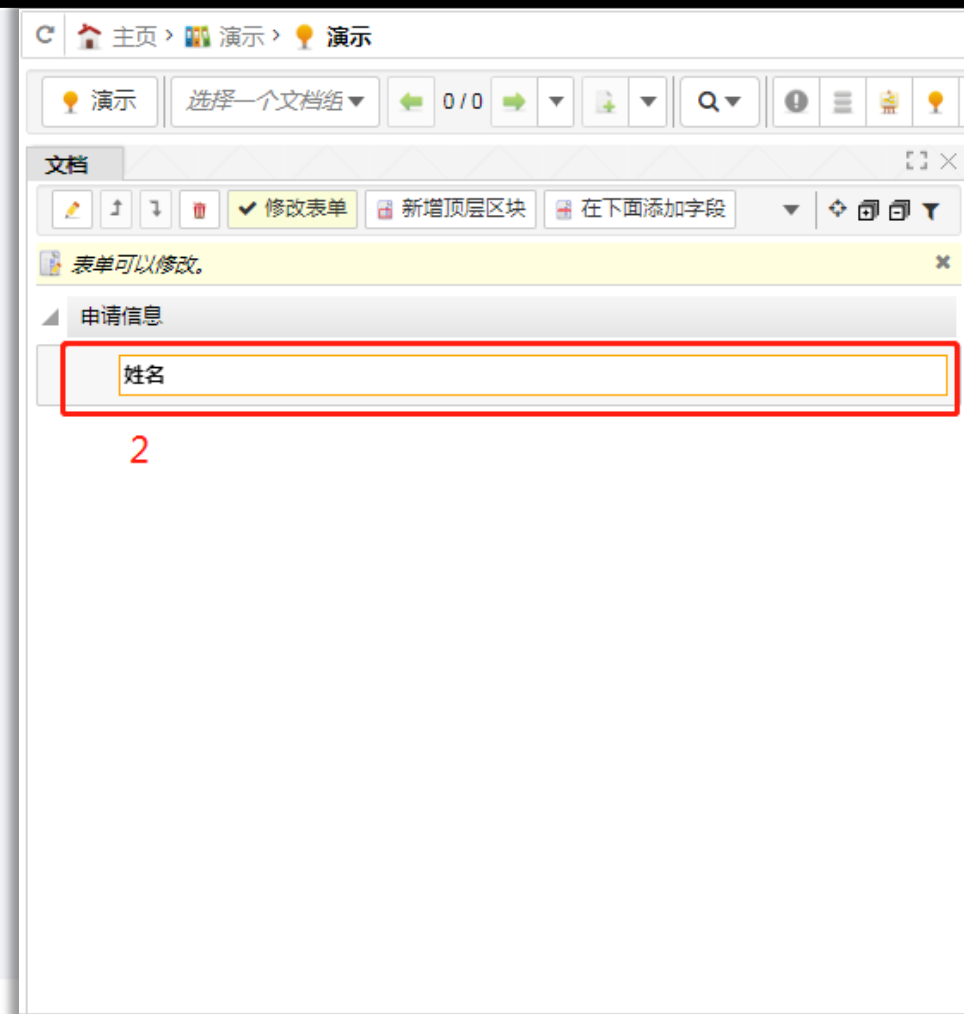 主页 > 演示 > 演示
演示 选择一个文档组 0/0
文档
修改表单 新增顶层区块 在下面添加字段
表单可以修改。
申请信息
姓名
2